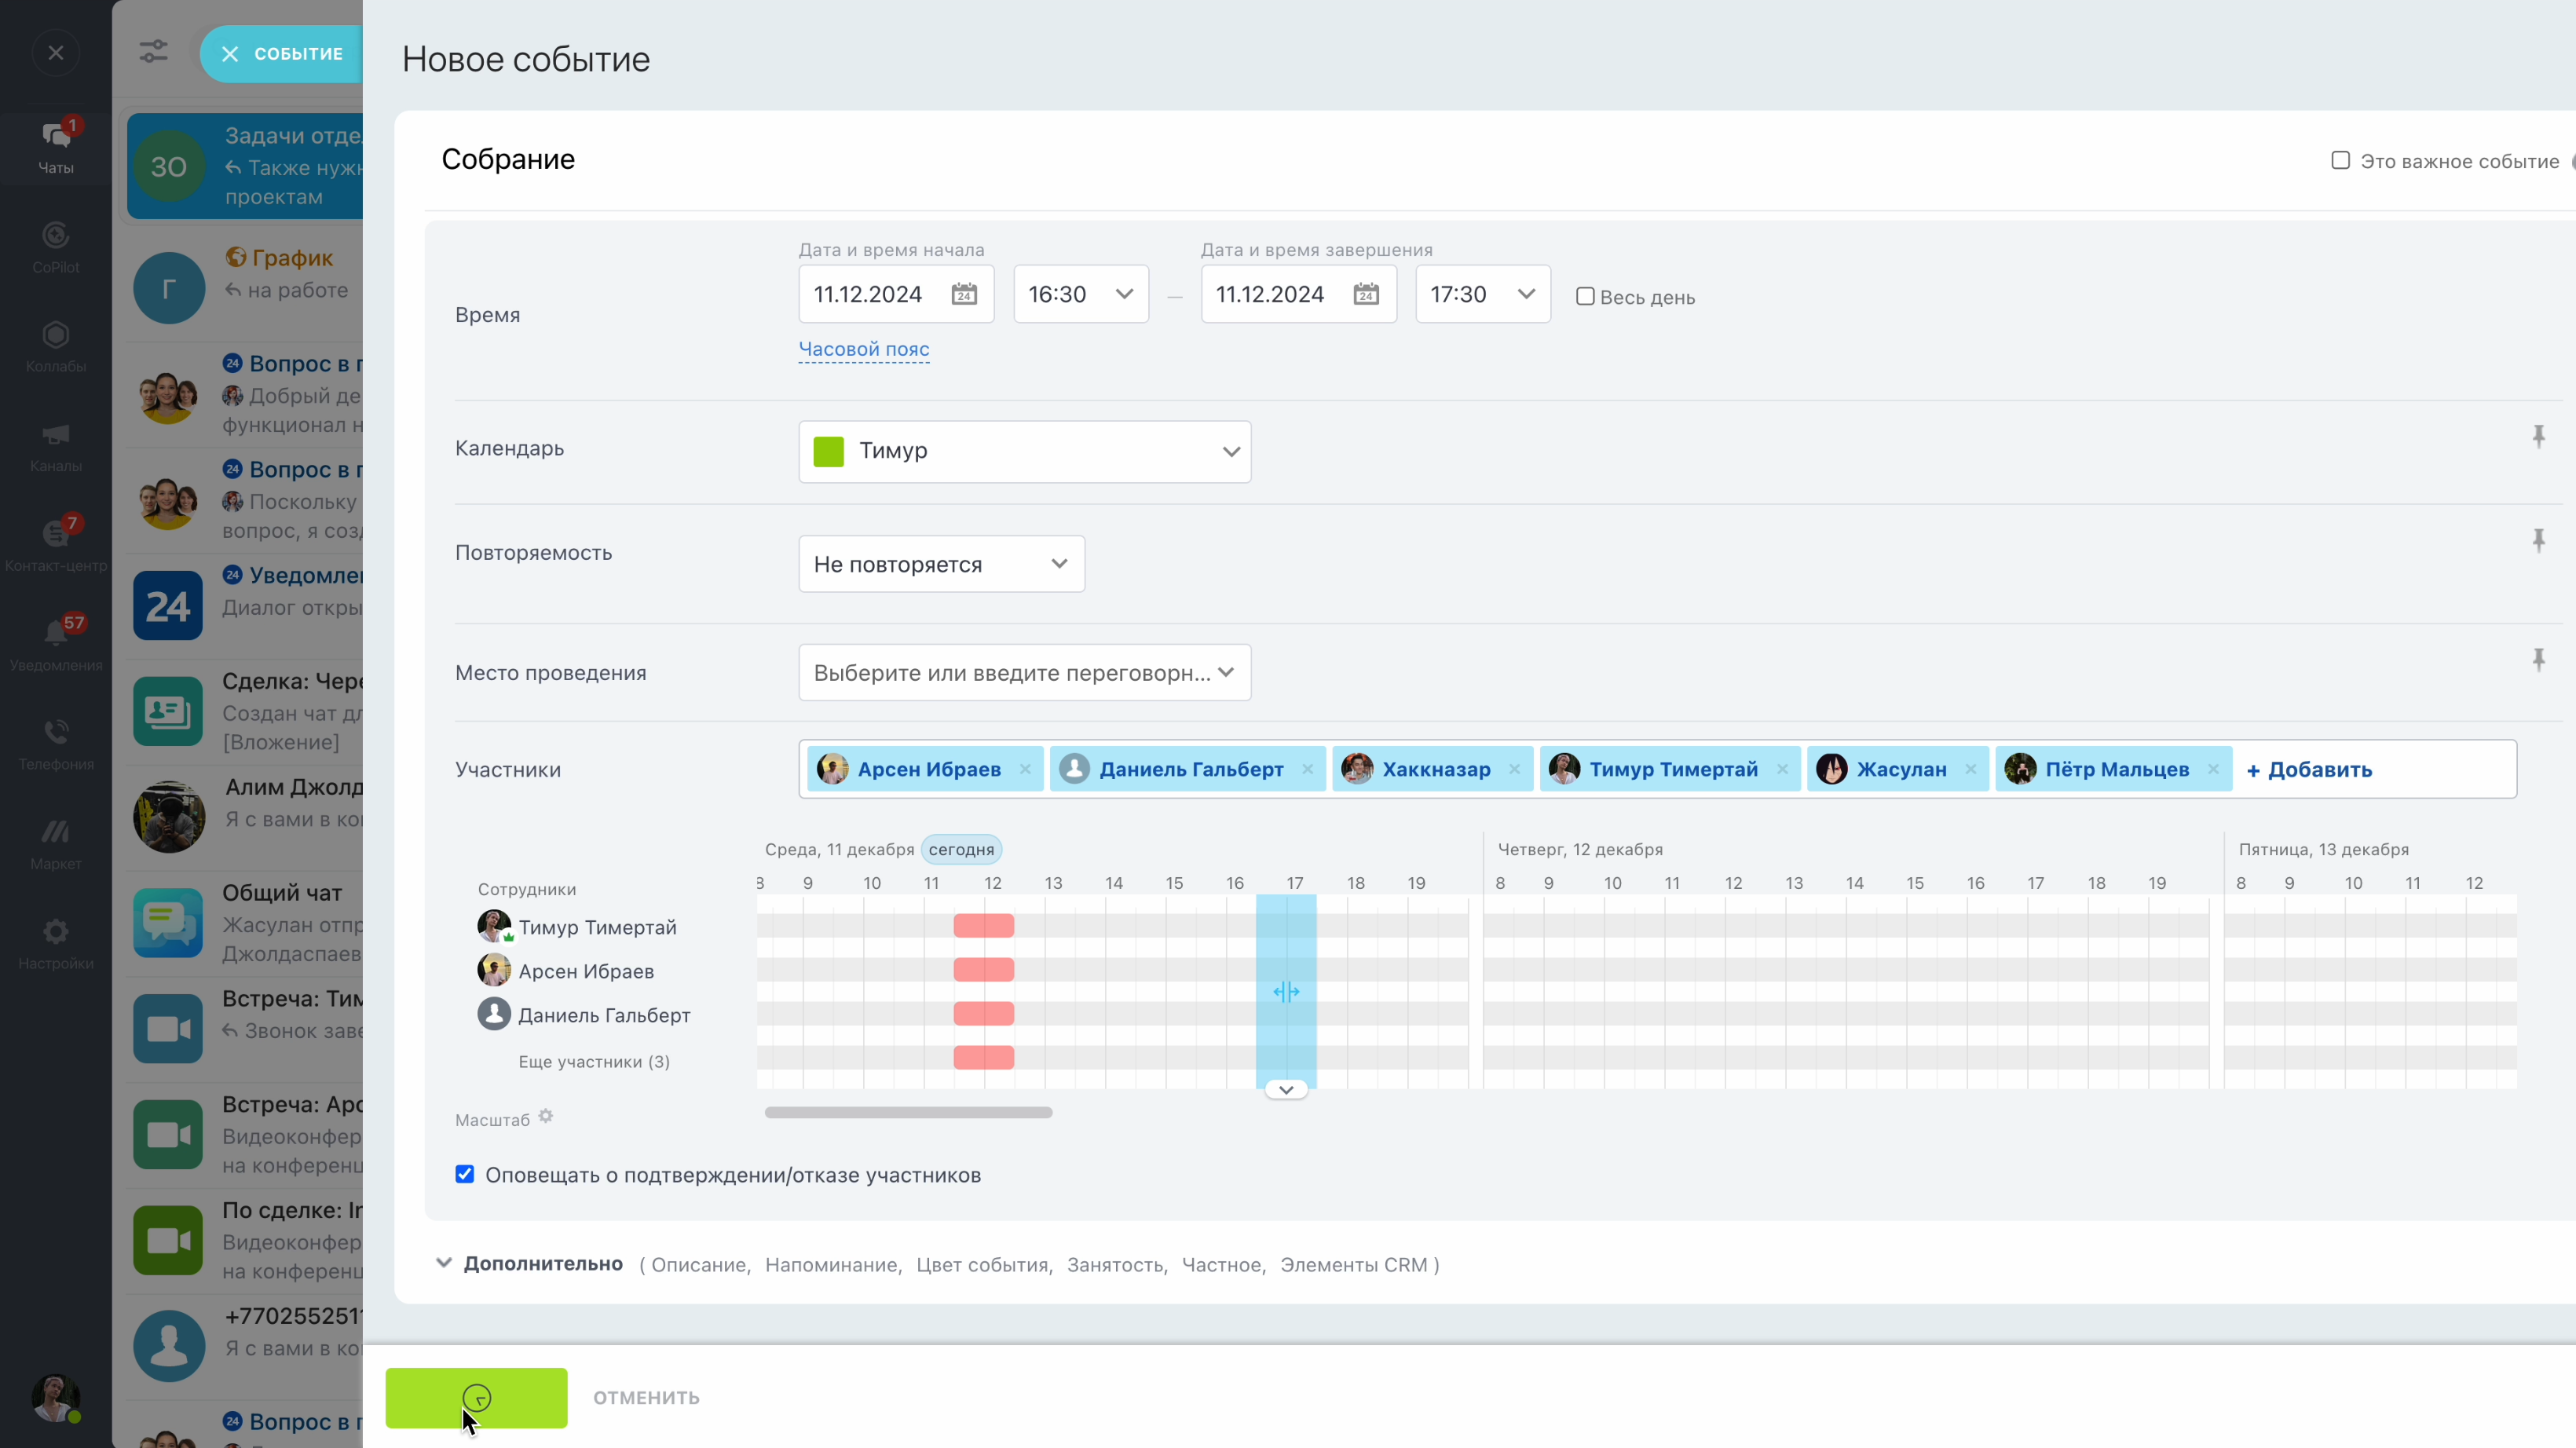 СОБЫТИЕ
Новое событие
1
Чаты
CoPilot
Коллабы
Каналы
7
Контакт-центр
57
Уведомления
Телефония
Маркет
Настройки
ЗО
Задачи отде
Также нужн
проектам
Г
График
на работе
24 Вопрос в
Добрый де
функционал
24 Вопрос в
Поскольку
вопрос, я соз
24
24 Уведомле
Диалог откры
Сделка: Чере
Создан чат дл
[Вложение]
Алим Джолд
Я с вами в ко
Общий чат
Жасулан отпр
Джолдаспаев
Встреча: Тим
Звонок заве
Встреча: Арс
Видеоконфер
на конференц
По сделке: I
Видеоконфер
на конференц
+770255251
Я с вами в ко
24 Вопрос в
Собрание
Это важное событие
Время
Дата и время начала
Дата и время завершения
11.12.2024 24 16:30 — 11.12.2024 24 17:30 Весь день
Часовой пояс
Календарь
Тимур
Повторяемость
Не повторяется
Место проведения
Выберите или введите переговорн...
Участники
Арсен Ибраев Даниель Гальберт Хаккназар Тимур Тимертай Жасулан Пётр Мальцев + Добавить
Среда, 11 декабря сегодня Четверг, 12 декабря Пятница, 13 декабря
8 9 10 11 12 13 14 15 16 17 18 19 8 9 10 11 12 13 14 15 16 17 18 19 8 9 10 11 12
Сотрудники
Тимур Тимертай
Арсен Ибраев
Даниель Гальберт
Еще участники (3)
Масштаб
Оповещать о подтверждении/отказе участников
Дополнительно ( Описание, Напоминание, Цвет события, Занятость, Частное, Элементы CRM )
ОТМЕНИТЬ